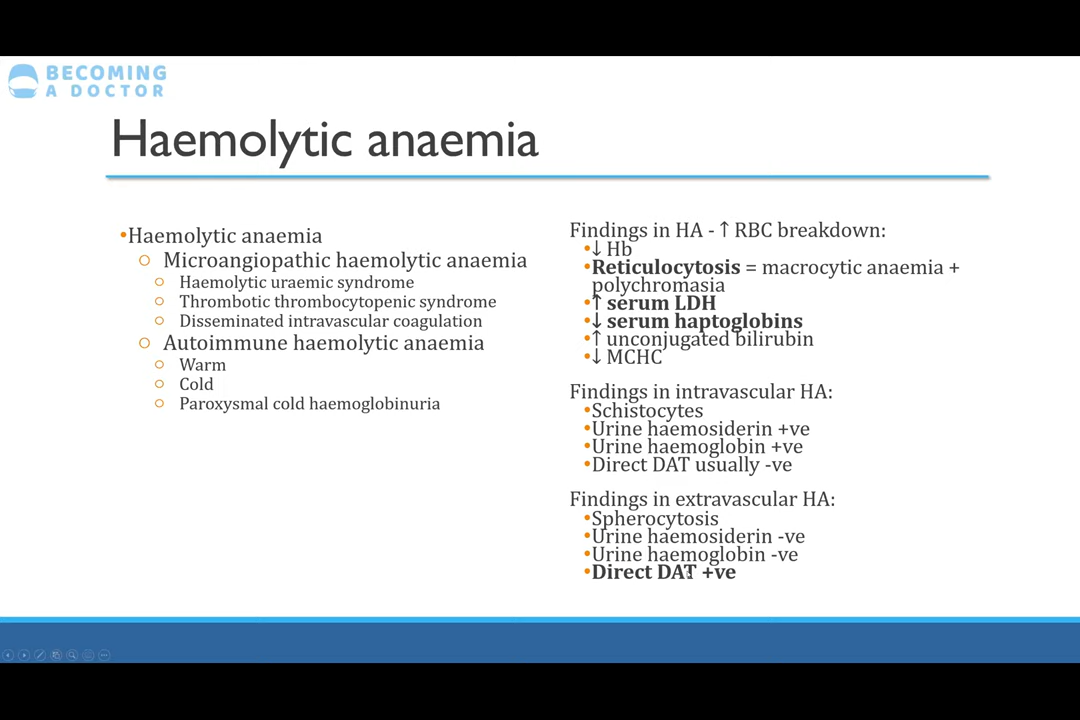 BECOMING
A DOCTOR
Haemolytic anaemia
•Haemolytic anaemia
○ Microangiopathic haemolytic anaemia
○ Haemolytic uraemic syndrome
○ Thrombotic thrombocytopenic syndrome
○ Disseminated intravascular coagulation
○ Autoimmune haemolytic anaemia
○ Warm
○ Cold
○ Paroxysmal cold haemoglobinuria
Findings in HA - ↑ RBC breakdown:
•↓ Hb
•Reticulocytosis = macrocytic anaemia +
polychromasia
•↑ serum LDH
•↓ serum haptoglobins
•↑ unconjugated bilirubin
•↓ MCHC
Findings in intravascular HA:
•Schistocytes
•Urine haemosiderin +ve
•Urine haemoglobin +ve
•Direct DAT usually -ve
Findings in extravascular HA:
•Spherocytosis
•Urine haemosiderin -ve
•Urine haemoglobin -ve
•Direct DAT +ve